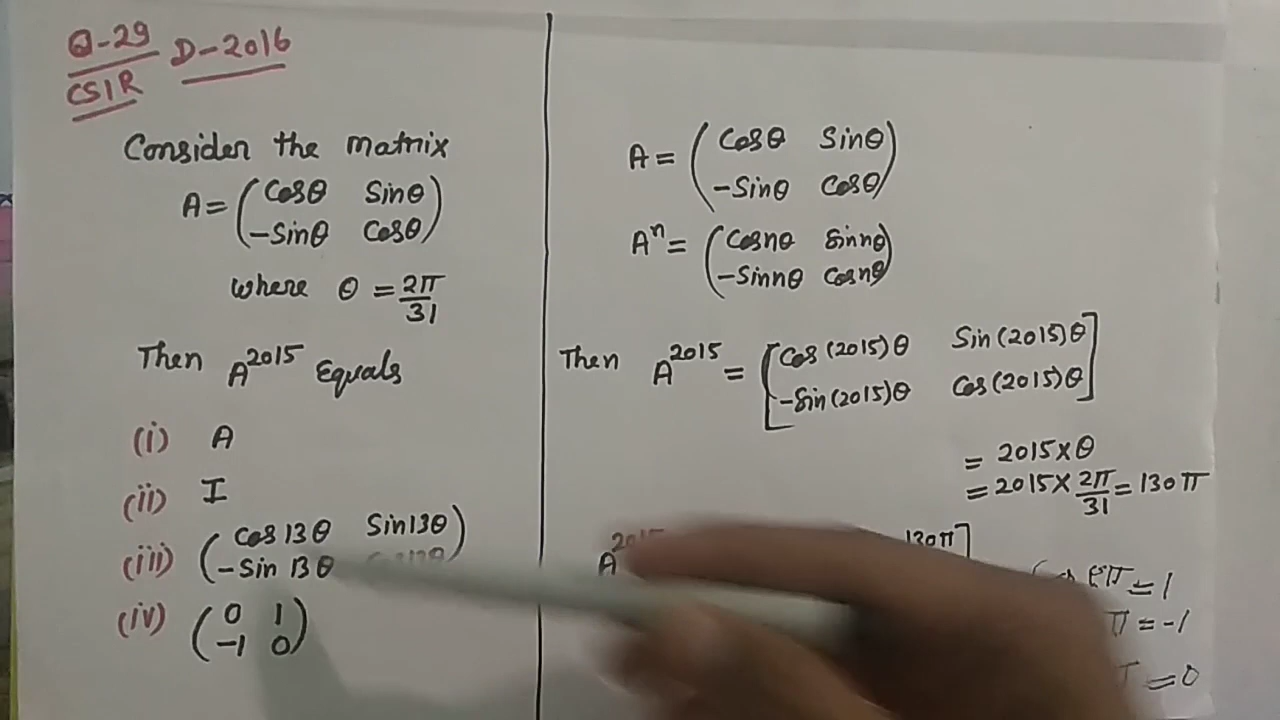 Q-29 D-2016
CSIR
Consider the matrix
A = (Cosθ Sinθ
-Sinθ Cosθ)
where θ = 2π/31
Then A^2015 Equals
(i) A
(ii) I
(iii) (Cos 13θ Sin13θ
-Sin 13θ
(iv) (0 1
-1 0)
A = (Cosθ Sinθ
-Sinθ Cosθ)
A^n = (Cosnθ Sinnθ
-Sinnθ Cosnθ)
Then A^2015 = [Cos (2015)θ Sin(2015)θ
-Sin(2015)θ Cos(2015)θ]
= 2015×θ
= 2015× 2π/31 = 130π
A^2015 130π]
= 1
π = -1
= 0